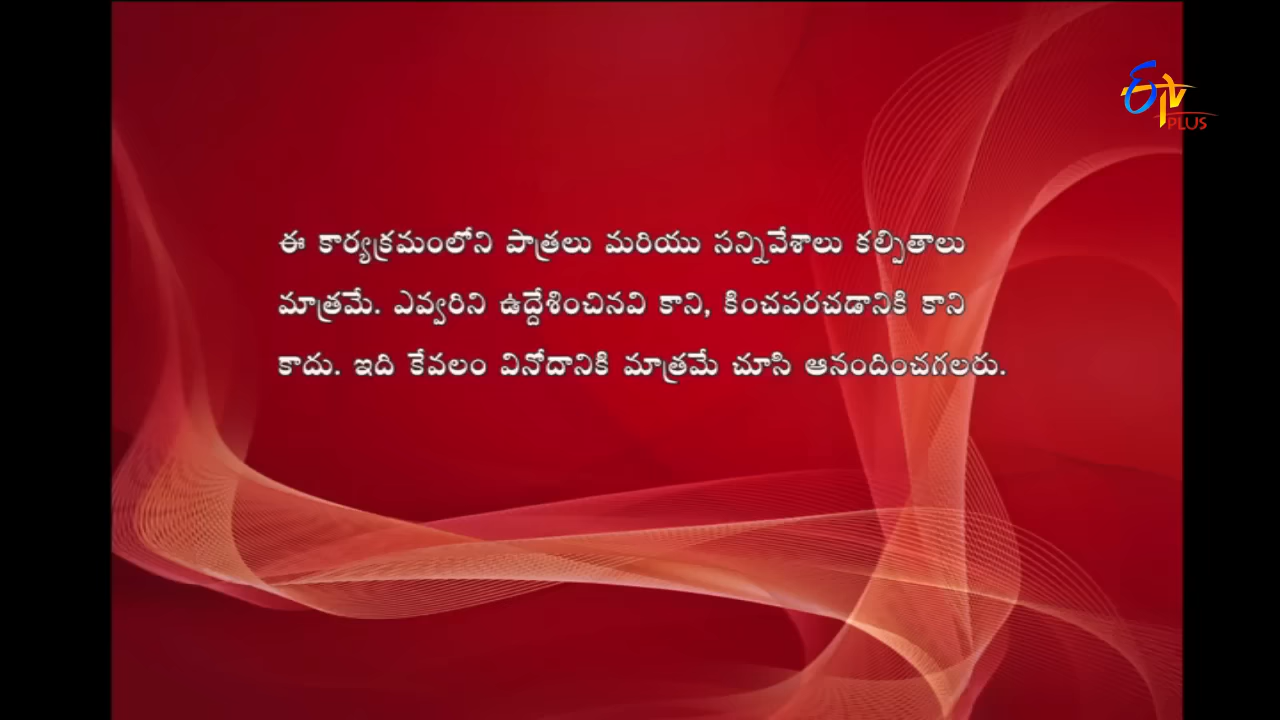 ETV
PLUS
ఈ కార్యక్రమంలోని పాత్రలు మరియు సన్నివేశాలు కల్పితాలు
మాత్రమే. ఎవ్వరిని ఉద్దేశించినవి కాని, కించపరచడానికి కాని
కాదు. ఇది కేవలం వినోదానికి మాత్రమే చూసి ఆనందించగలరు.